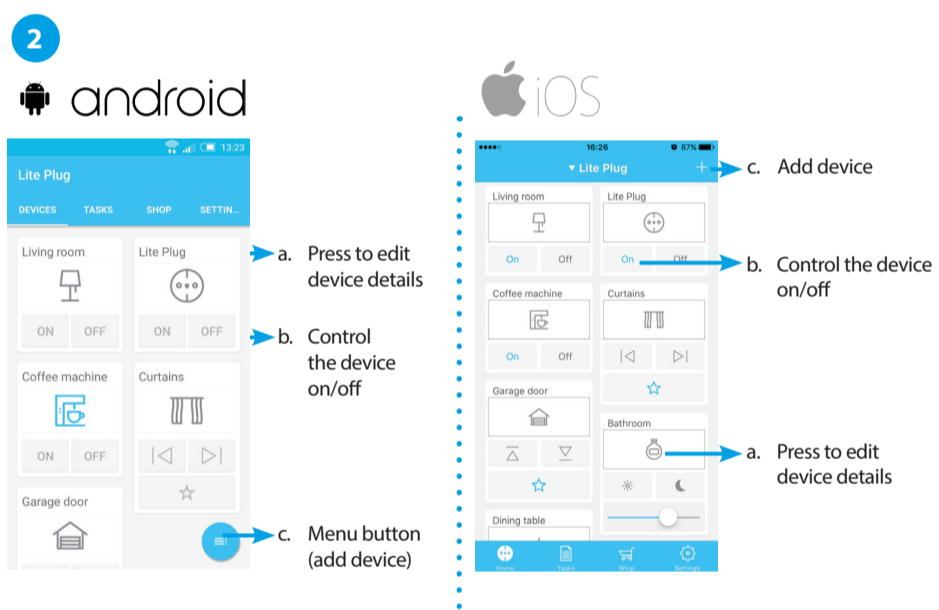 2
android
13:23
Lite Plug
DEVICES TASKS SHOP SETTIN...
Living room
Lite Plug
ON OFF
ON OFF
Coffee machine
Curtains
ON OFF
Garage door
a. Press to edit
device details
b. Control
the device
on/off
c. Menu button
(add device)
iOS
16:26
87%
Lite Plug
+
Living room
Lite Plug
On Off
On Off
Coffee machine
Curtains
On Off
Garage door
Bathroom
Dining table
Home Tasks Shop Settings
c. Add device
b. Control the device
on/off
a. Press to edit
device details